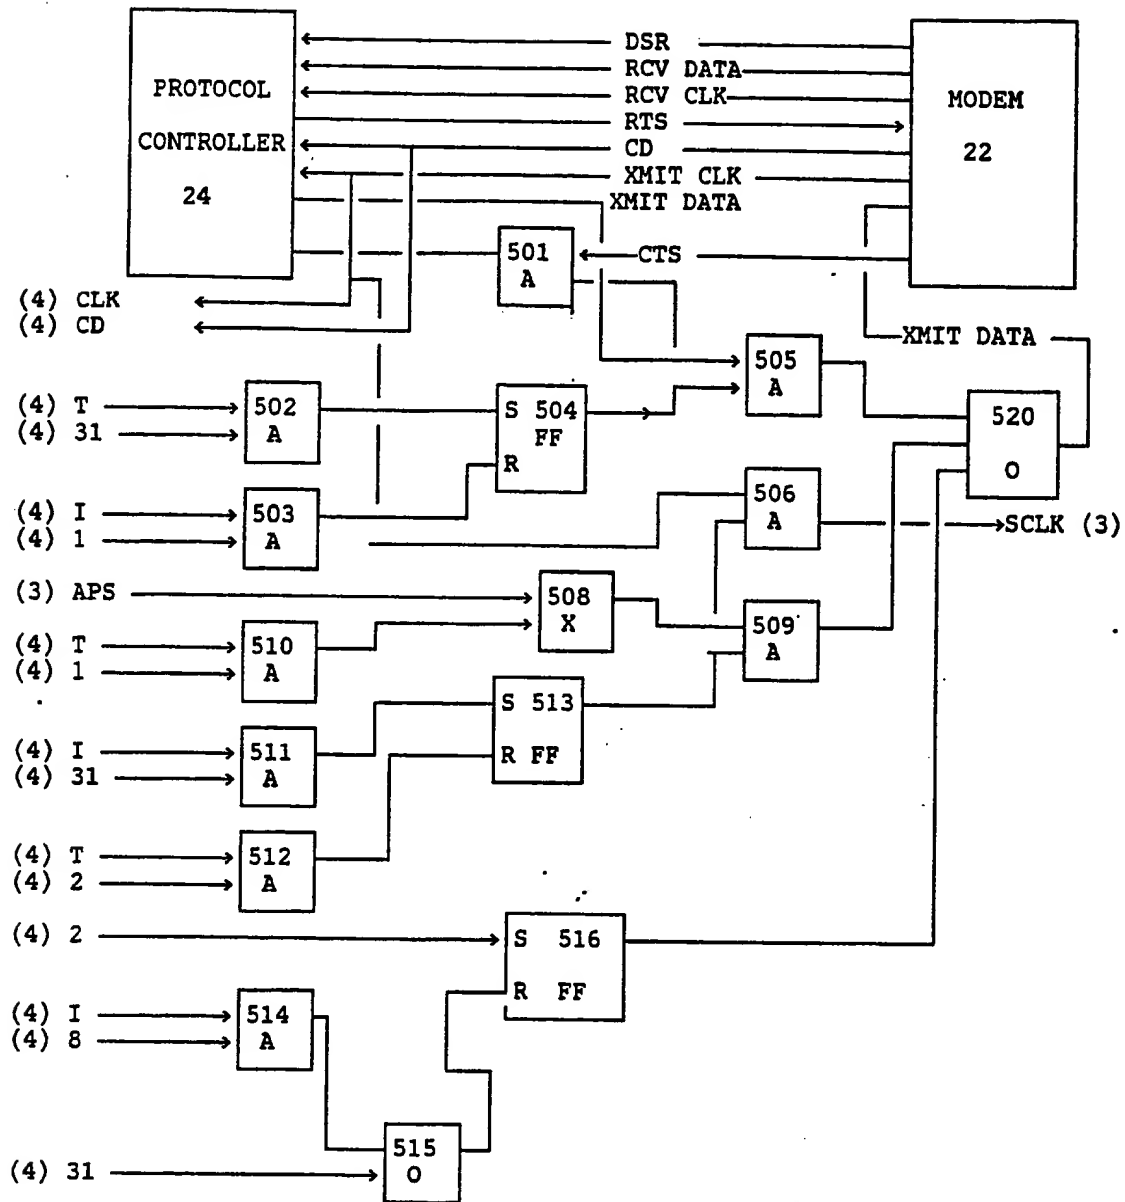 DSR
RCV DATA
RCV CLK
RTS
CD
XMIT CLK
XMIT DATA
PROTOCOL
CONTROLLER
24
MODEM
22
501
A
CTS
(4) CLK
(4) CD
XMIT DATA
505
A
(4) T
(4) 31
502
A
S 504
FF
R
520
O
(4) I
(4) 1
503
A
506
A
SCLK (3)
(3) APS
508
X
509
A
(4) T
(4) 1
510
A
S 513
R FF
(4) I
(4) 31
511
A
(4) T
(4) 2
512
A
(4) 2
S 516
R FF
(4) I
(4) 8
514
A
515
O
(4) 31